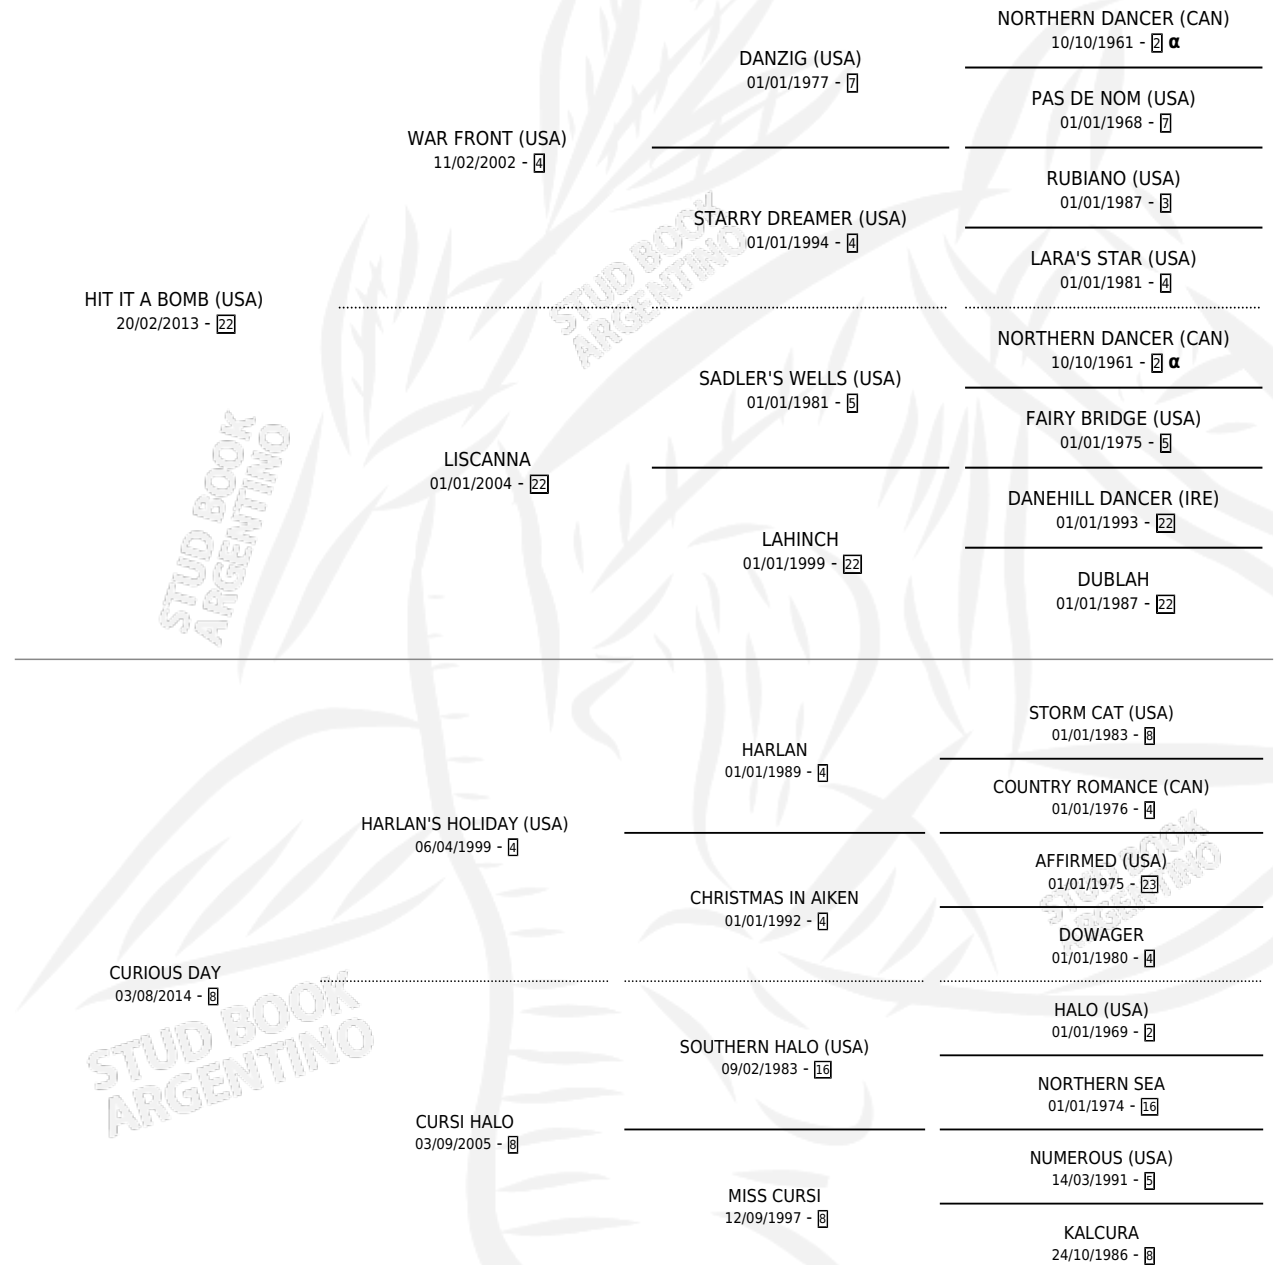 NORTHERN DANCER (CAN)
10/10/1961 - 2 α
DANZIG (USA)
01/01/1977 - 7
PAS DE NOM (USA)
01/01/1968 - 7
WAR FRONT (USA)
11/02/2002 - 4
RUBIANO (USA)
01/01/1987 - 3
STARRY DREAMER (USA)
01/01/1994 - 4
LARA'S STAR (USA)
01/01/1981 - 4
HIT IT A BOMB (USA)
20/02/2013 - 22
NORTHERN DANCER (CAN)
10/10/1961 - 2 α
SADLER'S WELLS (USA)
01/01/1981 - 5
FAIRY BRIDGE (USA)
01/01/1975 - 5
LISCANNA
01/01/2004 - 22
DANEHILL DANCER (IRE)
01/01/1993 - 22
LAHINCH
01/01/1999 - 22
DUBLAH
01/01/1987 - 22
STORM CAT (USA)
01/01/1983 - 8
HARLAN
01/01/1989 - 4
COUNTRY ROMANCE (CAN)
01/01/1976 - 4
HARLAN'S HOLIDAY (USA)
06/04/1999 - 4
AFFIRMED (USA)
01/01/1975 - 23
CHRISTMAS IN AIKEN
01/01/1992 - 4
DOWAGER
01/01/1980 - 4
CURIOUS DAY
03/08/2014 - 8
HALO (USA)
01/01/1969 - 2
SOUTHERN HALO (USA)
09/02/1983 - 16
NORTHERN SEA
01/01/1974 - 16
CURSI HALO
03/09/2005 - 8
NUMEROUS (USA)
14/03/1991 - 5
MISS CURSI
12/09/1997 - 8
KALCURA
24/10/1986 - 8
STUD BOOK
ARGENTINO
STUD BOOK
ARGENTINO
STUD BOOK
ARGENTINO
STUD BOOK
ARGENTINO